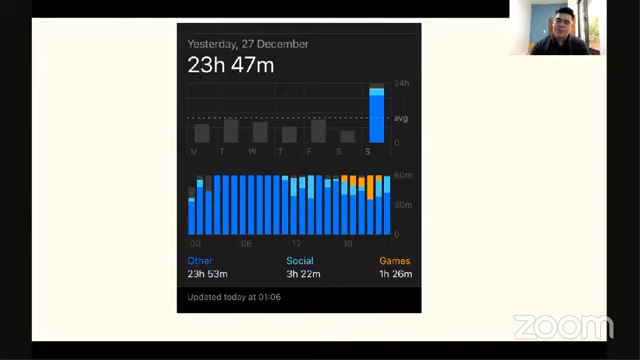 Yesterday, 27 December
23h 47m
24h
avg
0
M T W T F S S
60m
30m
0
00 06 12 18
Other Social Games
23h 53m 3h 22m 1h 26m
Updated today at 01:06
zoom